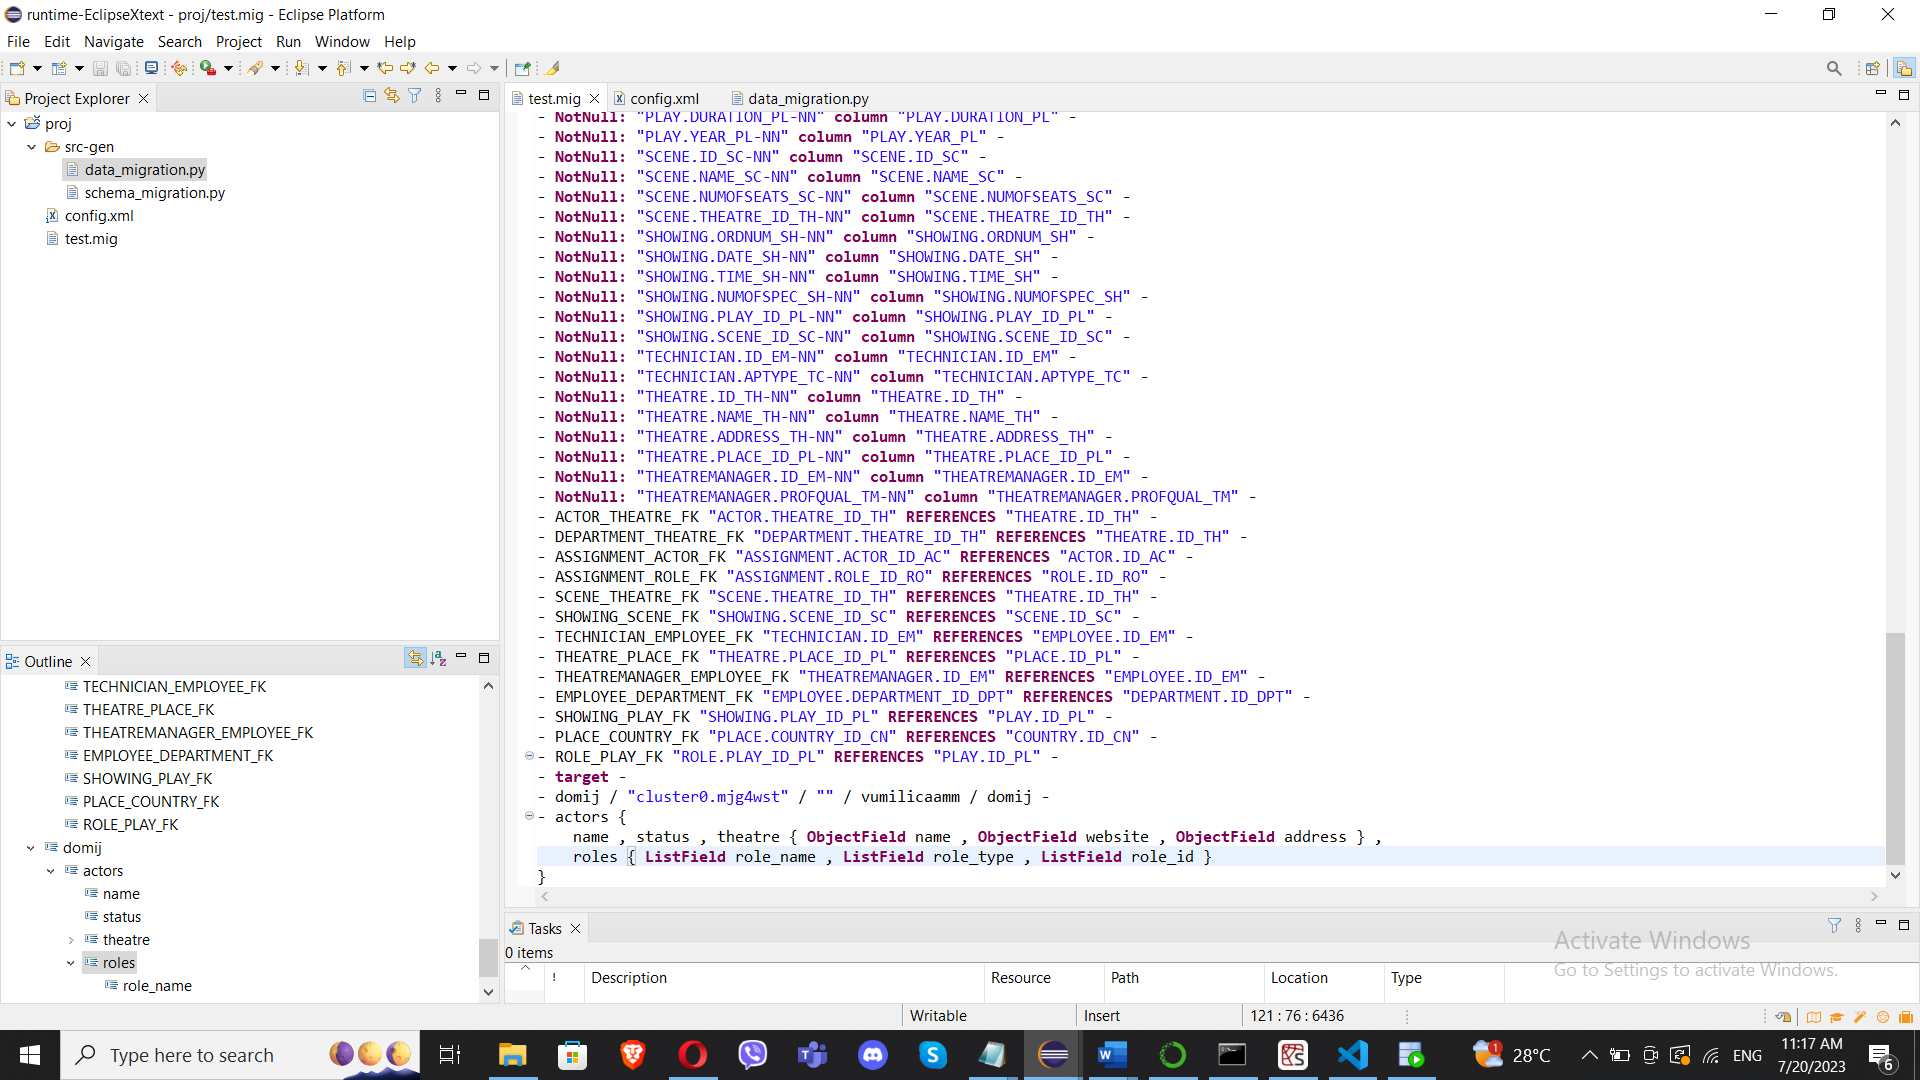 runtime-EclipseXtext - proj/test.mig - Eclipse Platform
File Edit Navigate Search Project Run Window Help
Project Explorer
proj
src-gen
data_migration.py
schema_migration.py
config.xml
test.mig
Outline
TECHNICIAN_EMPLOYEE_FK
THEATRE_PLACE_FK
THEATREMANAGER_EMPLOYEE_FK
EMPLOYEE_DEPARTMENT_FK
SHOWING_PLAY_FK
PLACE_COUNTRY_FK
ROLE_PLAY_FK
domij
actors
name
status
theatre
roles
role_name
test.mig config.xml data_migration.py
- NotNull: "PLAY.DURATION_PL-NN" column "PLAY.DURATION_PL" -
- NotNull: "PLAY.YEAR_PL-NN" column "PLAY.YEAR_PL" -
- NotNull: "SCENE.ID_SC-NN" column "SCENE.ID_SC" -
- NotNull: "SCENE.NAME_SC-NN" column "SCENE.NAME_SC" -
- NotNull: "SCENE.NUMOFSEATS_SC-NN" column "SCENE.NUMOFSEATS_SC" -
- NotNull: "SCENE.THEATRE_ID_TH-NN" column "SCENE.THEATRE_ID_TH" -
- NotNull: "SHOWING.ORDNUM_SH-NN" column "SHOWING.ORDNUM_SH" -
- NotNull: "SHOWING.DATE_SH-NN" column "SHOWING.DATE_SH" -
- NotNull: "SHOWING.TIME_SH-NN" column "SHOWING.TIME_SH" -
- NotNull: "SHOWING.NUMOFSPEC_SH-NN" column "SHOWING.NUMOFSPEC_SH" -
- NotNull: "SHOWING.PLAY_ID_PL-NN" column "SHOWING.PLAY_ID_PL" -
- NotNull: "SHOWING.SCENE_ID_SC-NN" column "SHOWING.SCENE_ID_SC" -
- NotNull: "TECHNICIAN.ID_EM-NN" column "TECHNICIAN.ID_EM" -
- NotNull: "TECHNICIAN.APTYPE_TC-NN" column "TECHNICIAN.APTYPE_TC" -
- NotNull: "THEATRE.ID_TH-NN" column "THEATRE.ID_TH" -
- NotNull: "THEATRE.NAME_TH-NN" column "THEATRE.NAME_TH" -
- NotNull: "THEATRE.ADDRESS_TH-NN" column "THEATRE.ADDRESS_TH" -
- NotNull: "THEATRE.PLACE_ID_PL-NN" column "THEATRE.PLACE_ID_PL" -
- NotNull: "THEATREMANAGER.ID_EM-NN" column "THEATREMANAGER.ID_EM" -
- NotNull: "THEATREMANAGER.PROFQUAL_TM-NN" column "THEATREMANAGER.PROFQUAL_TM" -
- ACTOR_THEATRE_FK "ACTOR.THEATRE_ID_TH" REFERENCES "THEATRE.ID_TH" -
- DEPARTMENT_THEATRE_FK "DEPARTMENT.THEATRE_ID_TH" REFERENCES "THEATRE.ID_TH" -
- ASSIGNMENT_ACTOR_FK "ASSIGNMENT.ACTOR_ID_AC" REFERENCES "ACTOR.ID_AC" -
- ASSIGNMENT_ROLE_FK "ASSIGNMENT.ROLE_ID_RO" REFERENCES "ROLE.ID_RO" -
- SCENE_THEATRE_FK "SCENE.THEATRE_ID_TH" REFERENCES "THEATRE.ID_TH" -
- SHOWING_SCENE_FK "SHOWING.SCENE_ID_SC" REFERENCES "SCENE.ID_SC" -
- TECHNICIAN_EMPLOYEE_FK "TECHNICIAN.ID_EM" REFERENCES "EMPLOYEE.ID_EM" -
- THEATRE_PLACE_FK "THEATRE.PLACE_ID_PL" REFERENCES "PLACE.ID_PL" -
- THEATREMANAGER_EMPLOYEE_FK "THEATREMANAGER.ID_EM" REFERENCES "EMPLOYEE.ID_EM" -
- EMPLOYEE_DEPARTMENT_FK "EMPLOYEE.DEPARTMENT_ID_DPT" REFERENCES "DEPARTMENT.ID_DPT" -
- SHOWING_PLAY_FK "SHOWING.PLAY_ID_PL" REFERENCES "PLAY.ID_PL" -
- PLACE_COUNTRY_FK "PLACE.COUNTRY_ID_CN" REFERENCES "COUNTRY.ID_CN" -
- ROLE_PLAY_FK "ROLE.PLAY_ID_PL" REFERENCES "PLAY.ID_PL" -
- target -
- domij / "cluster0.mjg4wst" / "" / vumilicaamm / domij -
- actors {
name , status , theatre { ObjectField name , ObjectField website , ObjectField address } ,
roles { ListField role_name , ListField role_type , ListField role_id }
}
Tasks
0 items
! Description Resource Path Location Type
Activate Windows
Go to Settings to activate Windows.
Writable Insert 121 : 76 : 6436
Type here to search
28°C
ENG
11:17 AM
7/20/2023
6